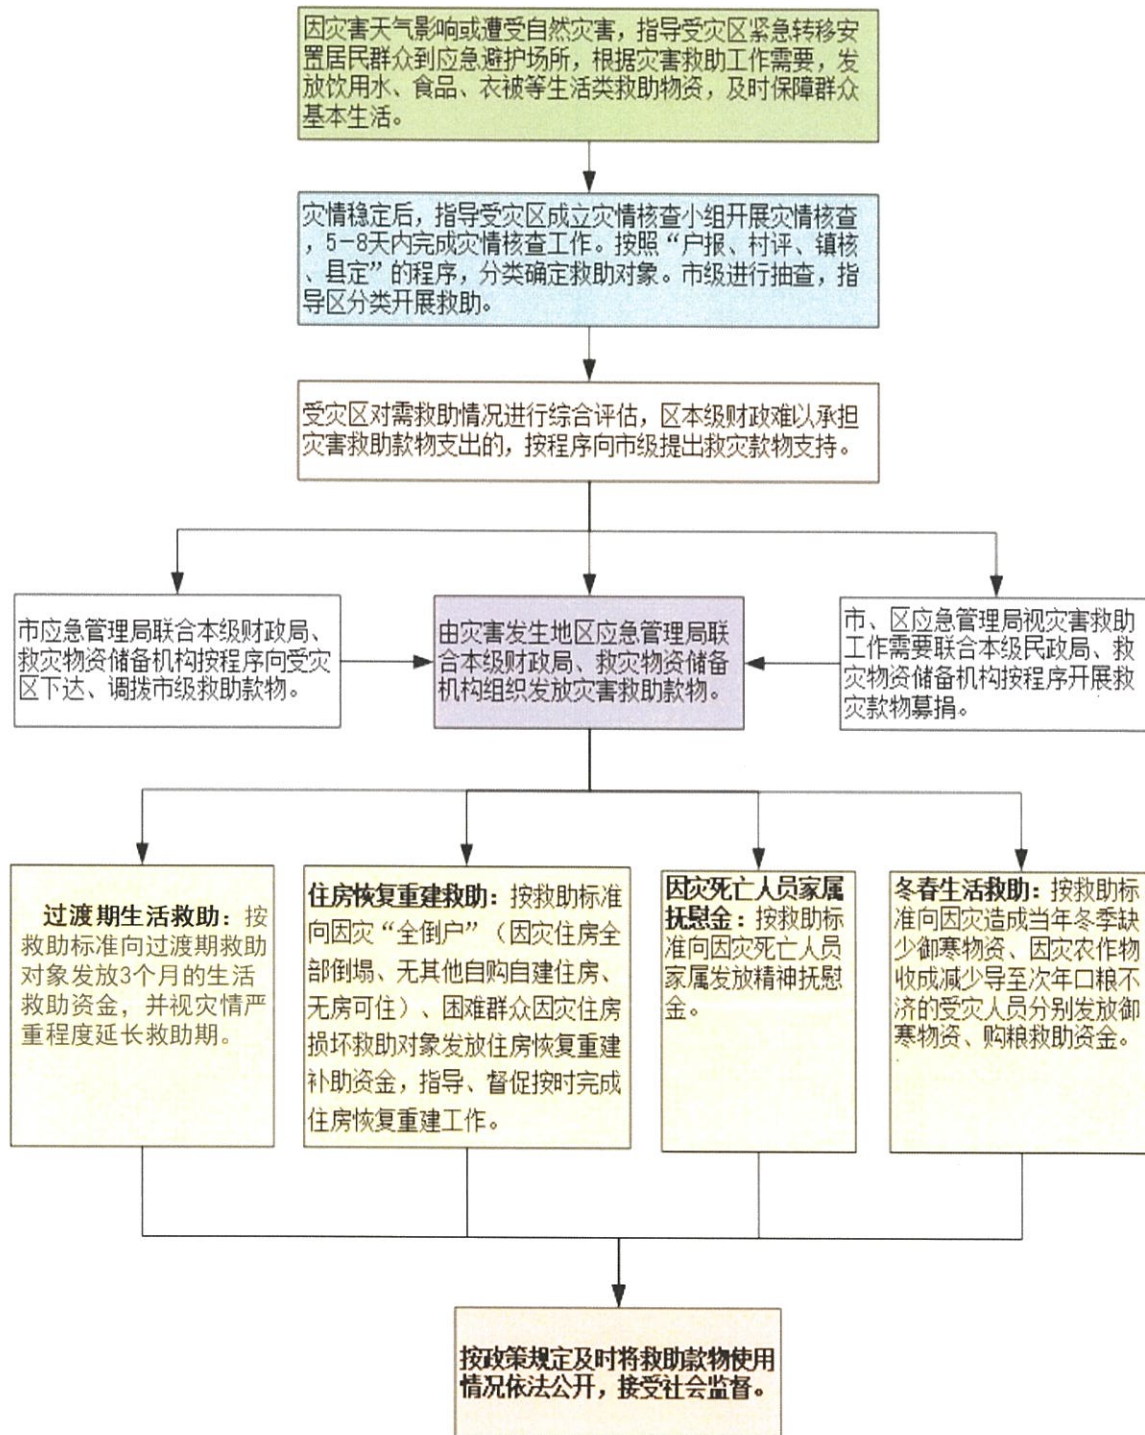 因灾害天气影响或遭受自然灾害，指导受灾区紧急转移安
置居民群众到应急避护场所，根据灾害救助工作需要，发
放饮用水、食品、衣被等生活类救助物资，及时保障群众
基本生活。
灾情稳定后，指导受灾区成立灾情核查小组开展灾情核查
，5-8天内完成灾情核查工作。按照“户报、村评、镇核
、县定”的程序，分类确定救助对象。市级进行抽查，指
导区分类开展救助。
受灾区对需救助情况进行综合评估，区本级财政难以承担
灾害救助款物支出的，按程序向市级提出救灾款物支持。
市应急管理局联合本级财政局、
救灾物资储备机构按程序向受灾
区下达、调拨市级救助款物。
由灾害发生地区应急管理局联
合本级财政局、救灾物资储备
机构组织发放灾害救助款物。
市、区应急管理局视灾害救助
工作需要联合本级民政局、救
灾物资储备机构按程序开展救
灾款物募捐。
过渡期生活救助：按
救助标准向过渡期救助
对象发放3个月的生活
救助资金，并视灾情严
重程度延长救助期。
住房恢复重建救助：按救助标准
向因灾“全倒户”（因灾住房全
部倒塌、无其他自购自建住房、
无房可住）、困难群众因灾住房
损坏救助对象发放住房恢复重建
补助资金，指导、督促按时完成
住房恢复重建工作。
因灾死亡人员家属
抚慰金：按救助标
准向因灾死亡人员
家属发放精神抚慰
金。
冬春生活救助：按救助标
准向因灾造成当年冬季缺
少御寒物资、因灾农作物
收成减少导至次年口粮不
济的受灾人员分别发放御
寒物资、购粮救助资金。
按政策规定及时将救助款物使用
情况依法公开，接受社会监督。